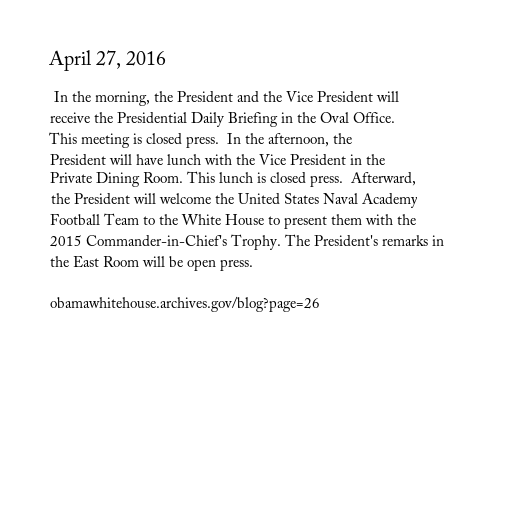 April 27, 2016
In the morning, the President and the Vice President will
receive the Presidential Daily Briefing in the Oval Office.
This meeting is closed press.  In the afternoon, the
President will have lunch with the Vice President in the
Private Dining Room. This lunch is closed press.  Afterward,
the President will welcome the United States Naval Academy
Football Team to the White House to present them with the
2015 Commander-in-Chief's Trophy. The President's remarks in
the East Room will be open press.
obamawhitehouse.archives.gov/blog?page=26